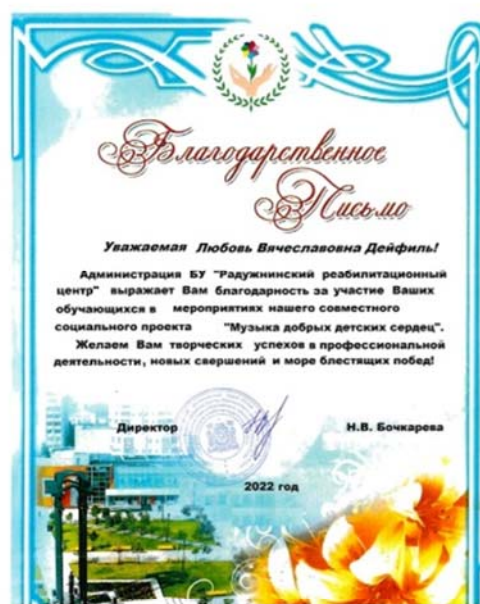 Благодарственное
Письмо
Уважаемая Любовь Вячеславовна Дейфиль!
Администрация БУ "Радужнинский реабилитационный
центр" выражает Вам благодарность за участие Ваших
обучающихся в мероприятиях нашего совместного
социального проекта "Музыка добрых детских сердец".
Желаем Вам творческих успехов в профессиональной
деятельности, новых свершений и море блестящих побед!
Директор Н.В. Бочкарева
2022 год